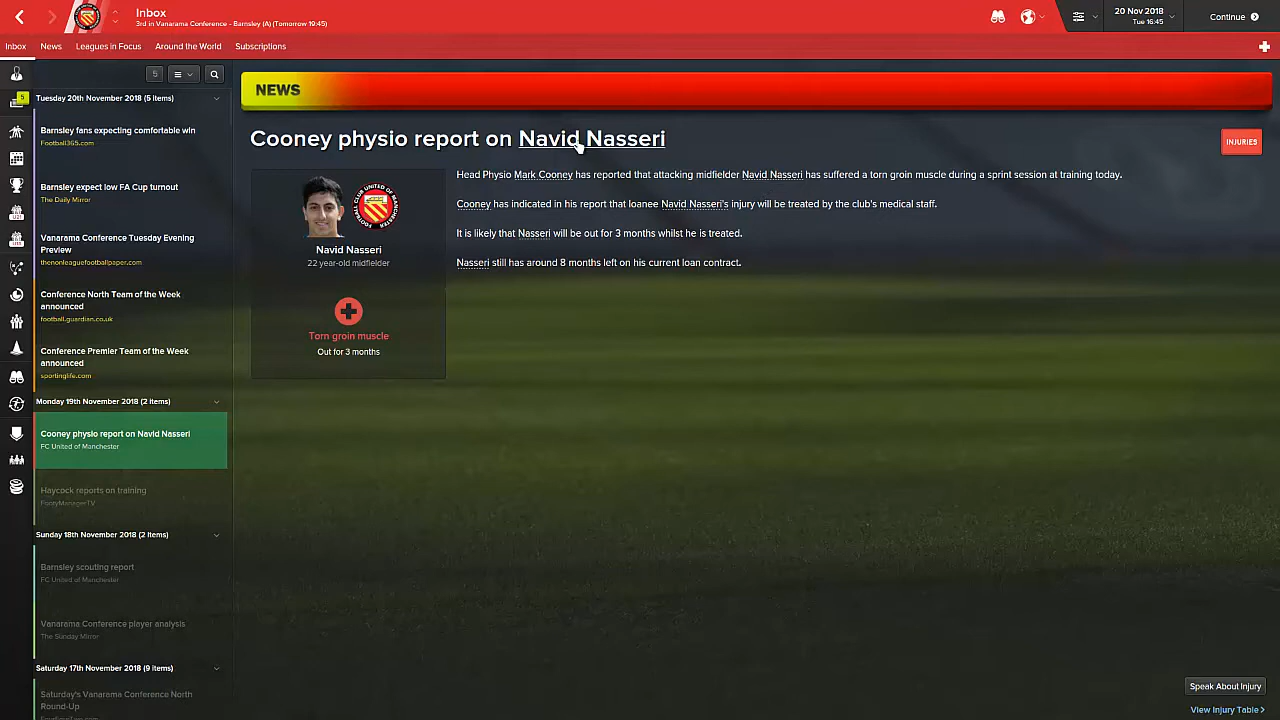 Inbox
3rd in Vanarama Conference - Barnsley (A) (Tomorrow 19:45)
20 Nov 2018
Tue 16:45
Continue
Inbox
News
Leagues in Focus
Around the World
Subscriptions
5
5
Tuesday 20th November 2018 (5 items)
Barnsley fans expecting comfortable win
Football365.com
Barnsley expect low FA Cup turnout
The Daily Mirror
Vanarama Conference Tuesday Evening
Preview
thenonleaguefootballpaper.com
Conference North Team of the Week
announced
football.guardian.co.uk
Conference Premier Team of the Week
announced
sportinglife.com
Monday 19th November 2018 (2 items)
Cooney physio report on Navid Nasseri
FC United of Manchester
Haycock reports on training
FootyManagerTV
Sunday 18th November 2018 (2 items)
Barnsley scouting report
FC United of Manchester
Vanarama Conference player analysis
The Sunday Mirror
Saturday 17th November 2018 (9 items)
Saturday's Vanarama Conference North
Round-Up
NEWS
Cooney physio report on Navid Nasseri
INJURIES
Navid Nasseri
22 year-old midfielder
Torn groin muscle
Out for 3 months
Head Physio Mark Cooney has reported that attacking midfielder Navid Nasseri has suffered a torn groin muscle during a sprint session at training today.
Cooney has indicated in his report that loanee Navid Nasseri's injury will be treated by the club's medical staff.
It is likely that Nasseri will be out for 3 months whilst he is treated.
Nasseri still has around 8 months left on his current loan contract.
Speak About Injury
View Injury Table >